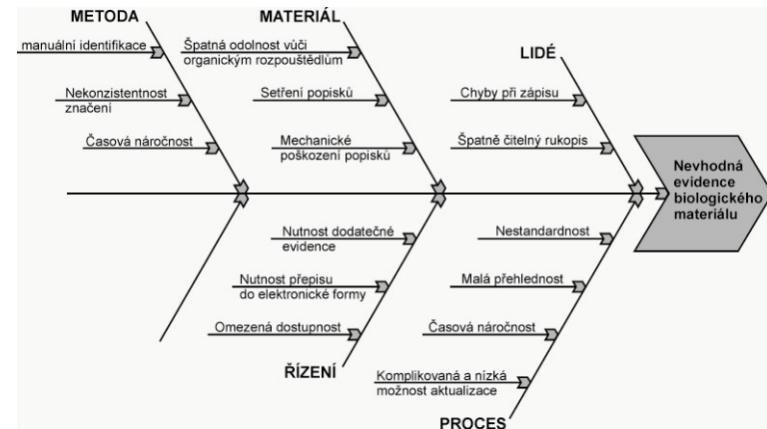 METODA
manuální identifikace
Nekonzistentnost
značení
Časová náročnost
MATERIÁL
Špatná odolnost vůči
organickým rozpouštědlům
Setření popisků
Mechanické
poškození popisků
LIDÉ
Chyby při zápisu
Špatně čitelný rukopis
Nevhodná
evidence
biologického
materiálu
Nutnost dodatečné
evidence
Nutnost přepisu
do elektronické formy
Omezená dostupnost
ŘÍZENÍ
Nestandardnost
Malá přehlednost
Časová náročnost
Komplikovaná a nízká
možnost aktualizace
PROCES